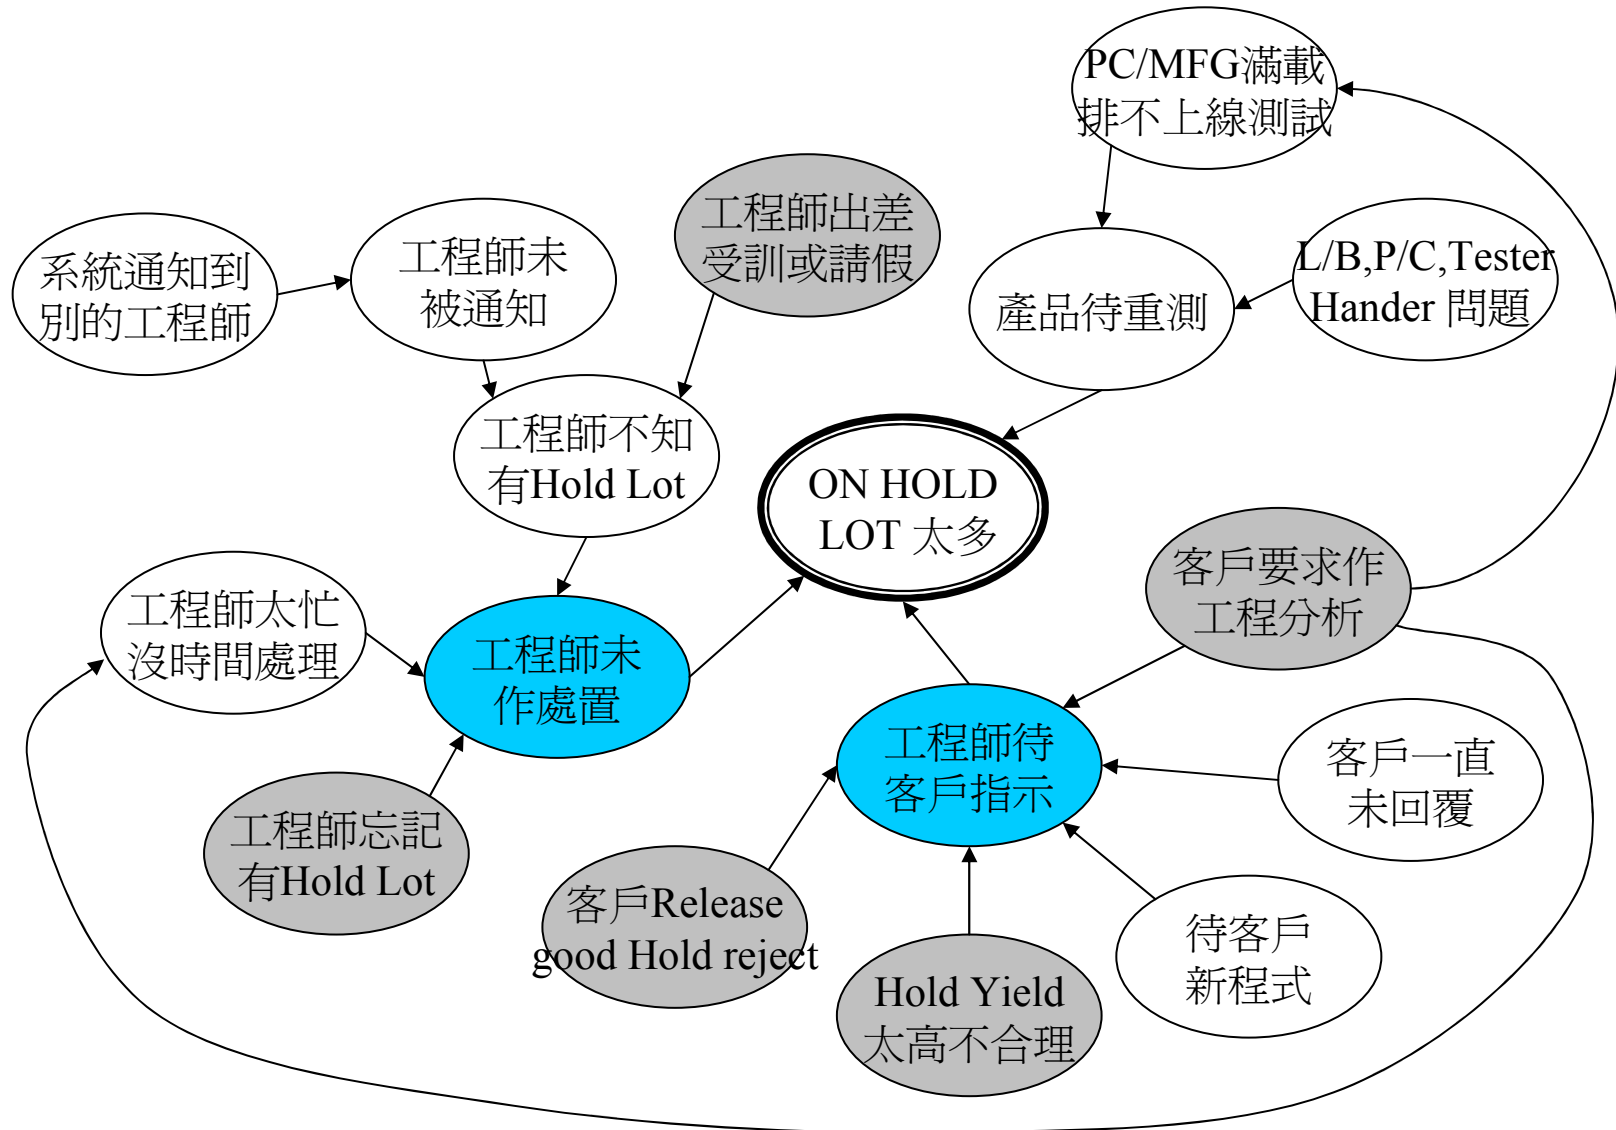 PC/MFG滿載
排不上線測試
工程師出差
受訓或請假
系統通知到
別的工程師
工程師未
被通知
產品待重測
L/B,P/C,Tester
Hander 問題
工程師不知
有Hold Lot
ON HOLD
LOT 太多
客戶要求作
工程分析
工程師太忙
沒時間處理
工程師未
作處置
工程師待
客戶指示
客戶一直
未回覆
工程師忘記
有Hold Lot
客戶Release
good Hold reject
待客戶
新程式
Hold Yield
太高不合理